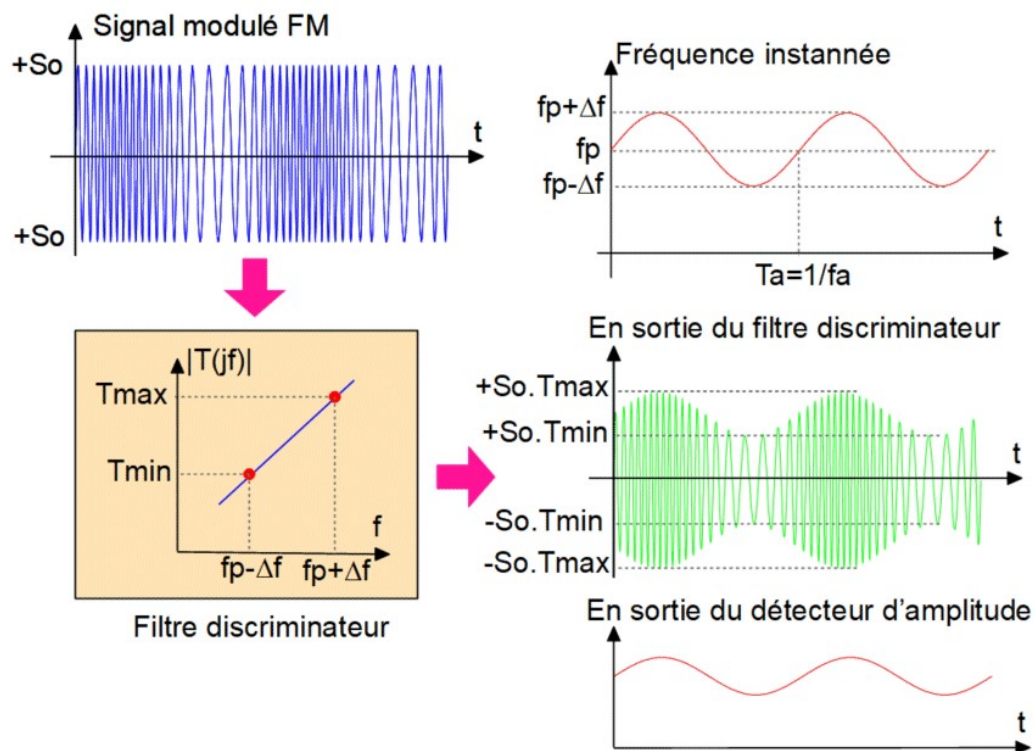 Signal modulé FM
+So
t
+So
Fréquence instannée
fp+Δf
fp
fp-Δf
t
Ta=1/fa
|T(jf)|
Tmax
Tmin
f
fp-Δf
fp+Δf
Filtre discriminateur
En sortie du filtre discriminateur
+So.Tmax
+So.Tmin
t
-So.Tmin
-So.Tmax
En sortie du détecteur d'amplitude
t